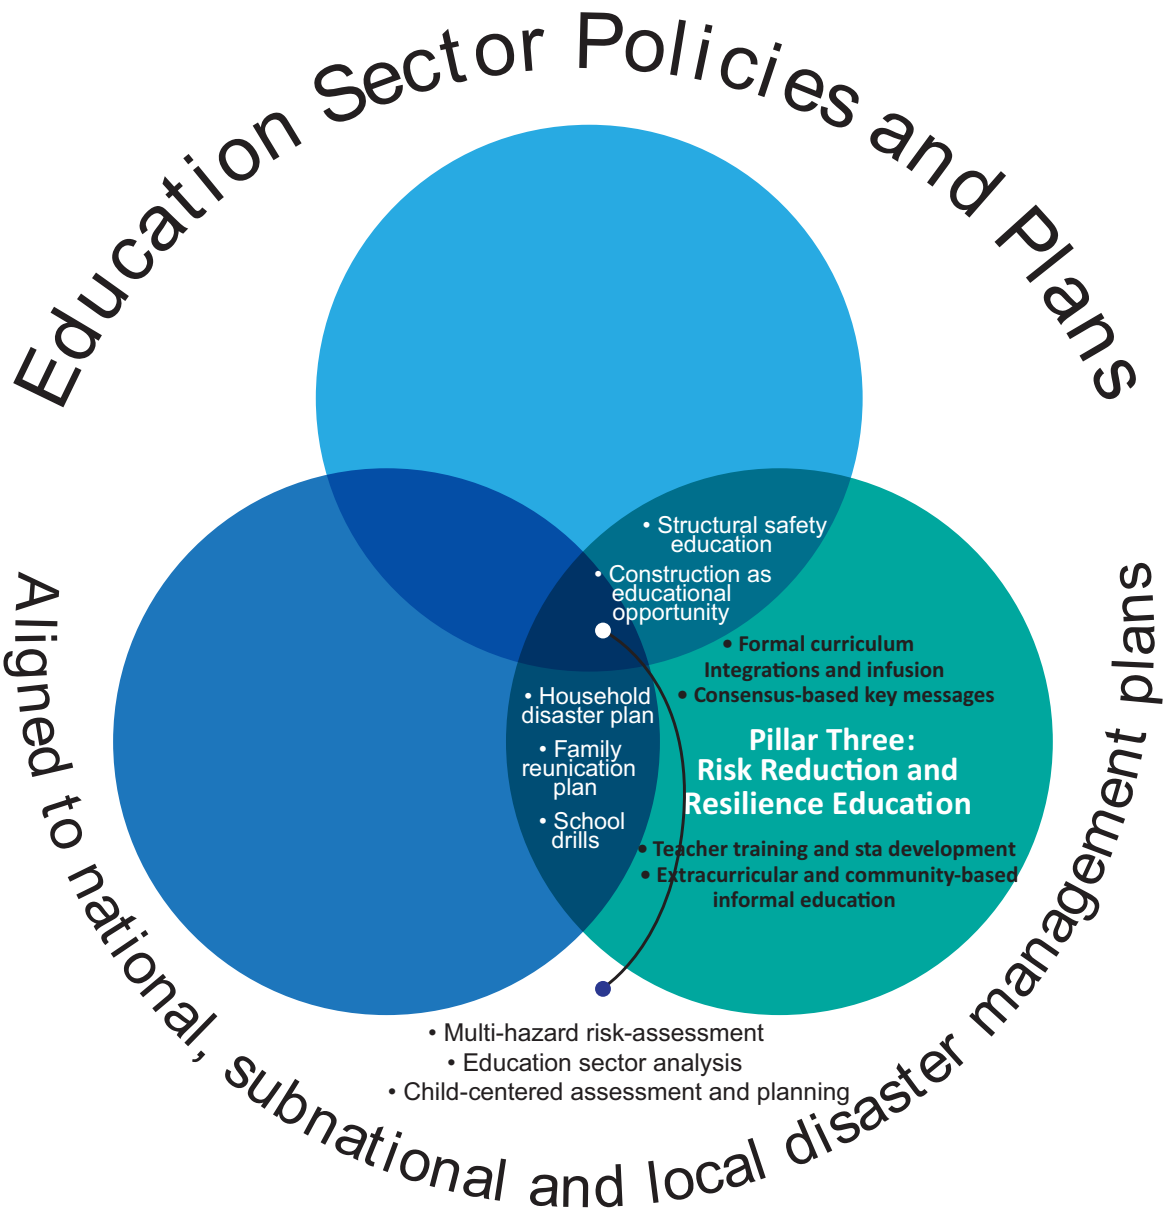 Education Sector Policies and Plans
• Structural safety
education
• Construction as
educational
opportunity
• Formal curriculum
Integrations and infusion
• Consensus-based key messages
• Household
disaster plan
• Family
reunication
plan
• School
drills
Pillar Three:
Risk Reduction and
Resilience Education
• Teacher training and sta development
• Extracurricular and community-based
informal education
• Multi-hazard risk-assessment
• Education sector analysis
• Child-centered assessment and planning
Aligned to national, subnational and local disaster management plans